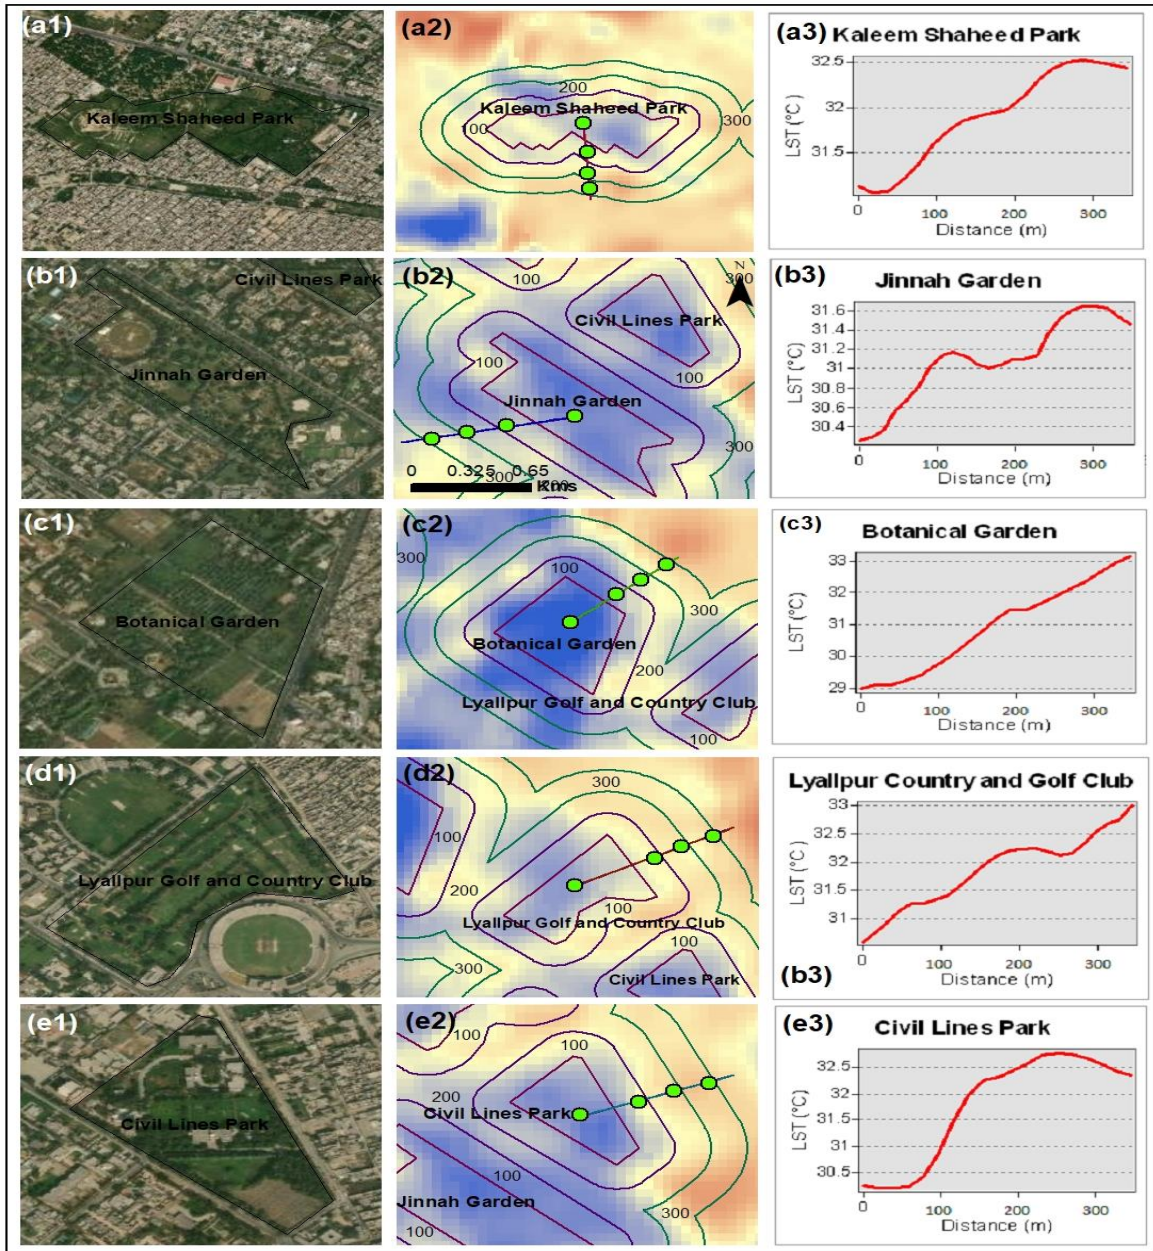 (a1)
Kaleem Shaheed Park
(a2)
200
Kaleem Shaheed Park
100
300
(a3) Kaleem Shaheed Park
32.5
32
31.5
LST (°C)
0 100 200 300
Distance (m)
(b1)
Civil Lines Park
Jinnah Garden
(b2)
100
N
300
Civil Lines Park
100
100
Jinnah Garden
300
0 0.325 0.65
Kms
300
200
(b3)
Jinnah Garden
31.6
31.4
31.2
31
30.8
30.6
30.4
LST (°C)
0 100 200 300
Distance (m)
(c1)
Botanical Garden
(c2)
300
100
300
Botanical Garden
200
Lyallpur Golf and Country Club
100
(c3)
Botanical Garden
33
32
31
30
29
LST (°C)
0 100 200 300
Distance (m)
(d1)
Lyallpur Golf and Country Club
(d2)
300
100
200
100
Lyallpur Golf and Country Club
100
300
Civil Lines Park
Lyallpur Country and Golf Club
33
32.5
32
31.5
31
LST (°C)
0 100 200 300
Distance (m)
(b3)
(e1)
Civil Lines Park
(e2)
100
100
200
Civil Lines Park
100
Jinnah Garden
300
100
(e3)
Civil Lines Park
32.5
32
31.5
31
30.5
LST (°C)
0 100 200 300
Distance (m)